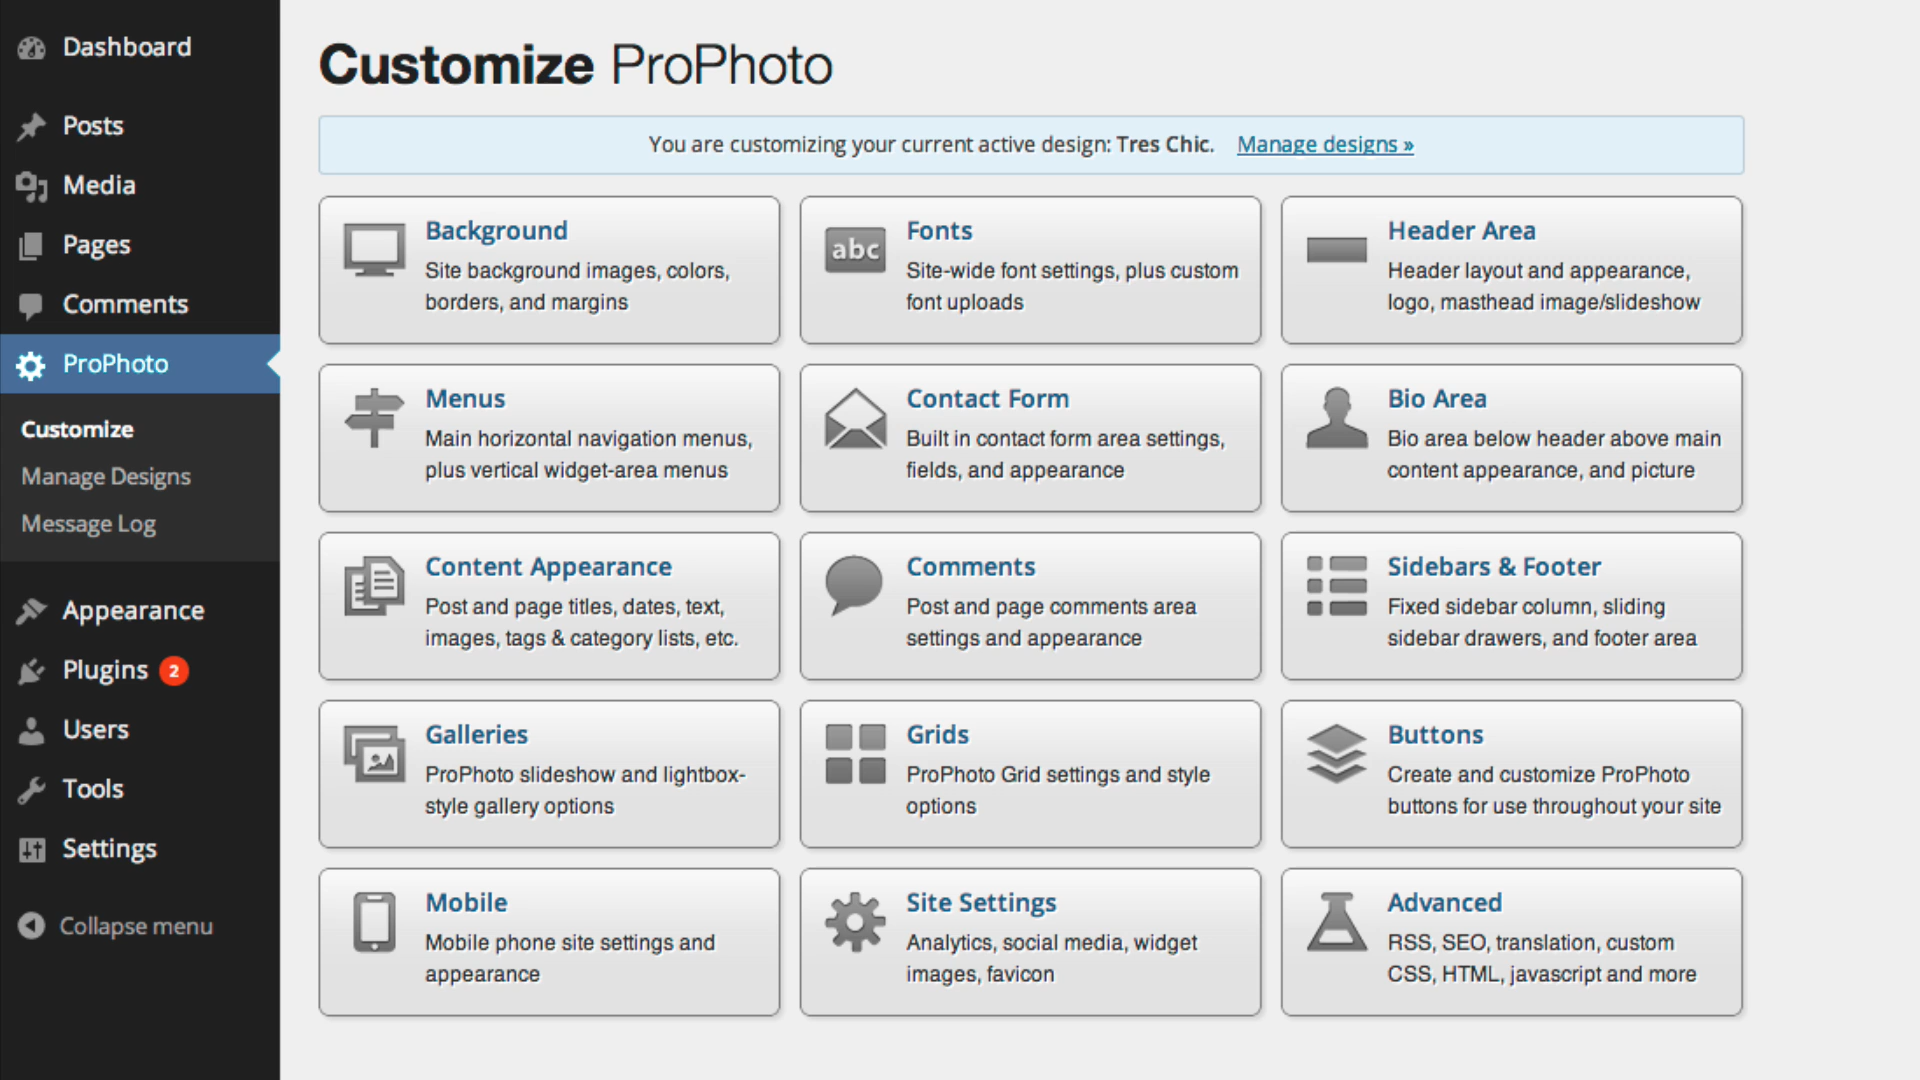 Dashboard
Posts
Media
Pages
Comments
ProPhoto
Customize
Manage Designs
Message Log
Appearance
Plugins 2
Users
Tools
Settings
Collapse menu
Customize ProPhoto
You are customizing your current active design: Tres Chic. Manage designs »
Background
Site background images, colors,
borders, and margins
abc
Fonts
Site-wide font settings, plus custom
font uploads
Header Area
Header layout and appearance,
logo, masthead image/slideshow
Menus
Main horizontal navigation menus,
plus vertical widget-area menus
Contact Form
Built in contact form area settings,
fields, and appearance
Bio Area
Bio area below header above main
content appearance, and picture
Content Appearance
Post and page titles, dates, text,
images, tags & category lists, etc.
Comments
Post and page comments area
settings and appearance
Sidebars & Footer
Fixed sidebar column, sliding
sidebar drawers, and footer area
Galleries
ProPhoto slideshow and lightbox-
style gallery options
Grids
ProPhoto Grid settings and style
options
Buttons
Create and customize ProPhoto
buttons for use throughout your site
Mobile
Mobile phone site settings and
appearance
Site Settings
Analytics, social media, widget
images, favicon
Advanced
RSS, SEO, translation, custom
CSS, HTML, javascript and more